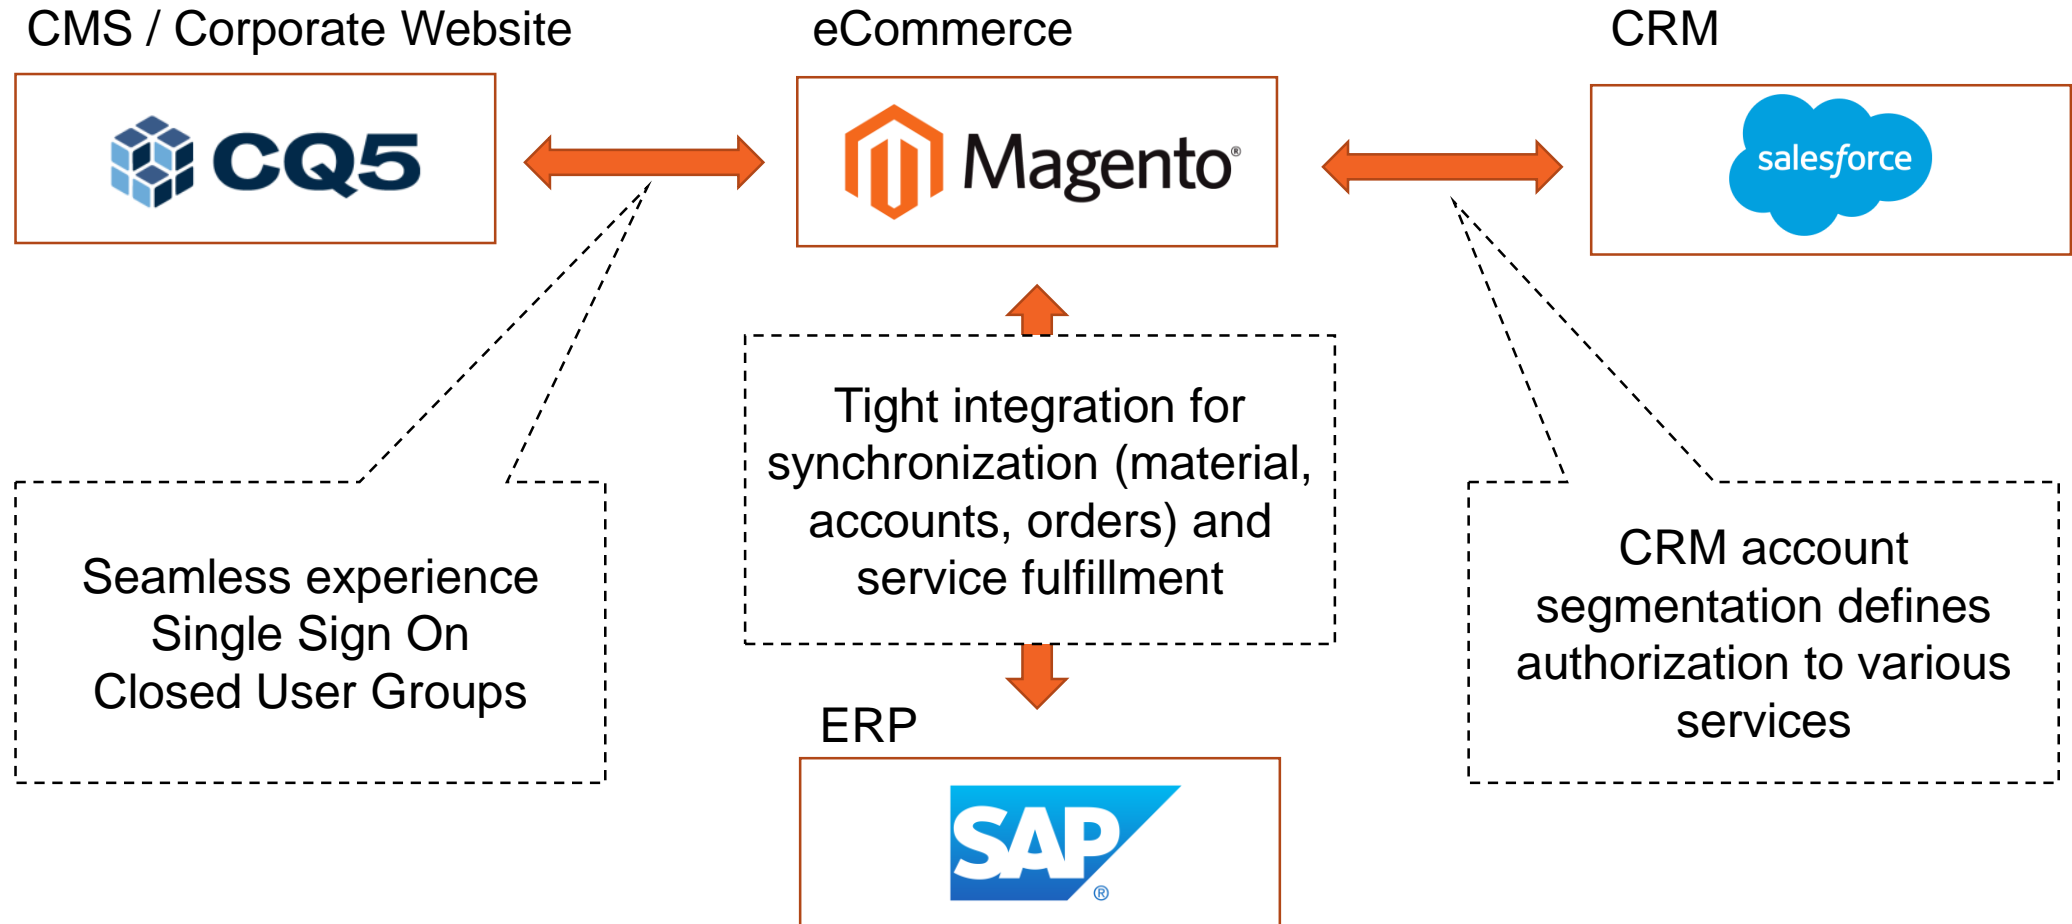 CMS / Corporate Website
eCommerce
CRM
CQ5
Magento®
salesforce
Tight integration for
synchronization (material,
accounts, orders) and
service fulfillment
Seamless experience
Single Sign On
Closed User Groups
CRM account
segmentation defines
authorization to various
services
ERP
SAP®